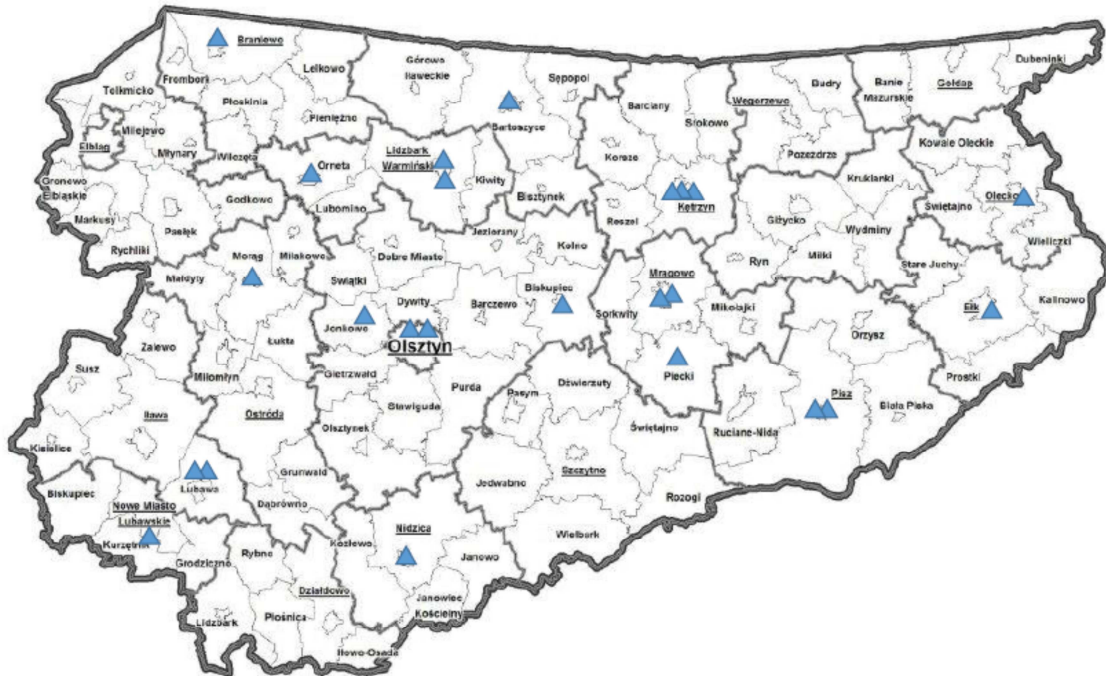 Braniewo
Lelkowo
Górowo
Iławeckie
Sępopol
Dubeninki
Frombork
Tolkmicko
Płoskinia
Pieniężno
Bartoszyce
Barciany
Srokowo
Węgorzewo
Budry
Banie
Mazurskie
Gołdap
Elbląg
Milejewo
Młynary
Wilczęta
Orneta
Lidzbark
Warmiński
Kiwity
Bisztynek
Korsze
Pozezdrze
Kowale Oleckie
Gronowo
Elbląskie
Markusy
Pasłęk
Godkowo
Lubomino
Reszel
Kętrzyn
Giżycko
Kruklanki
Świętajno
Olecko
Rychliki
Morąg
Miłakowo
Dobre Miasto
Jeziorany
Kolno
Ryn
Miłki
Wydminy
Wieliczki
Małdyty
Świątki
Dywity
Barczewo
Biskupiec
Mrągowo
Sorkwity
Mikołajki
Stare Juchy
Ełk
Kalinowo
Zalewo
Łukta
Jonkowo
Olsztyn
Orzysz
Susz
Miłomłyn
Gietrzwałd
Purda
Dźwierzuty
Piecki
Prostki
Iława
Ostróda
Stawiguda
Pasym
Pisz
Biała Piska
Kisielice
Olsztynek
Świętajno
Ruciane-Nida
Lubawa
Grunwald
Jedwabno
Szczytno
Rozogi
Biskupiec
Nowe Miasto
Lubawskie
Dąbrówno
Kurzętnik
Grodziczno
Rybno
Kozłowo
Nidzica
Janowo
Wielbark
Działdowo
Janowiec
Kościelny
Lidzbark
Płośnica
Iłowo-Osada